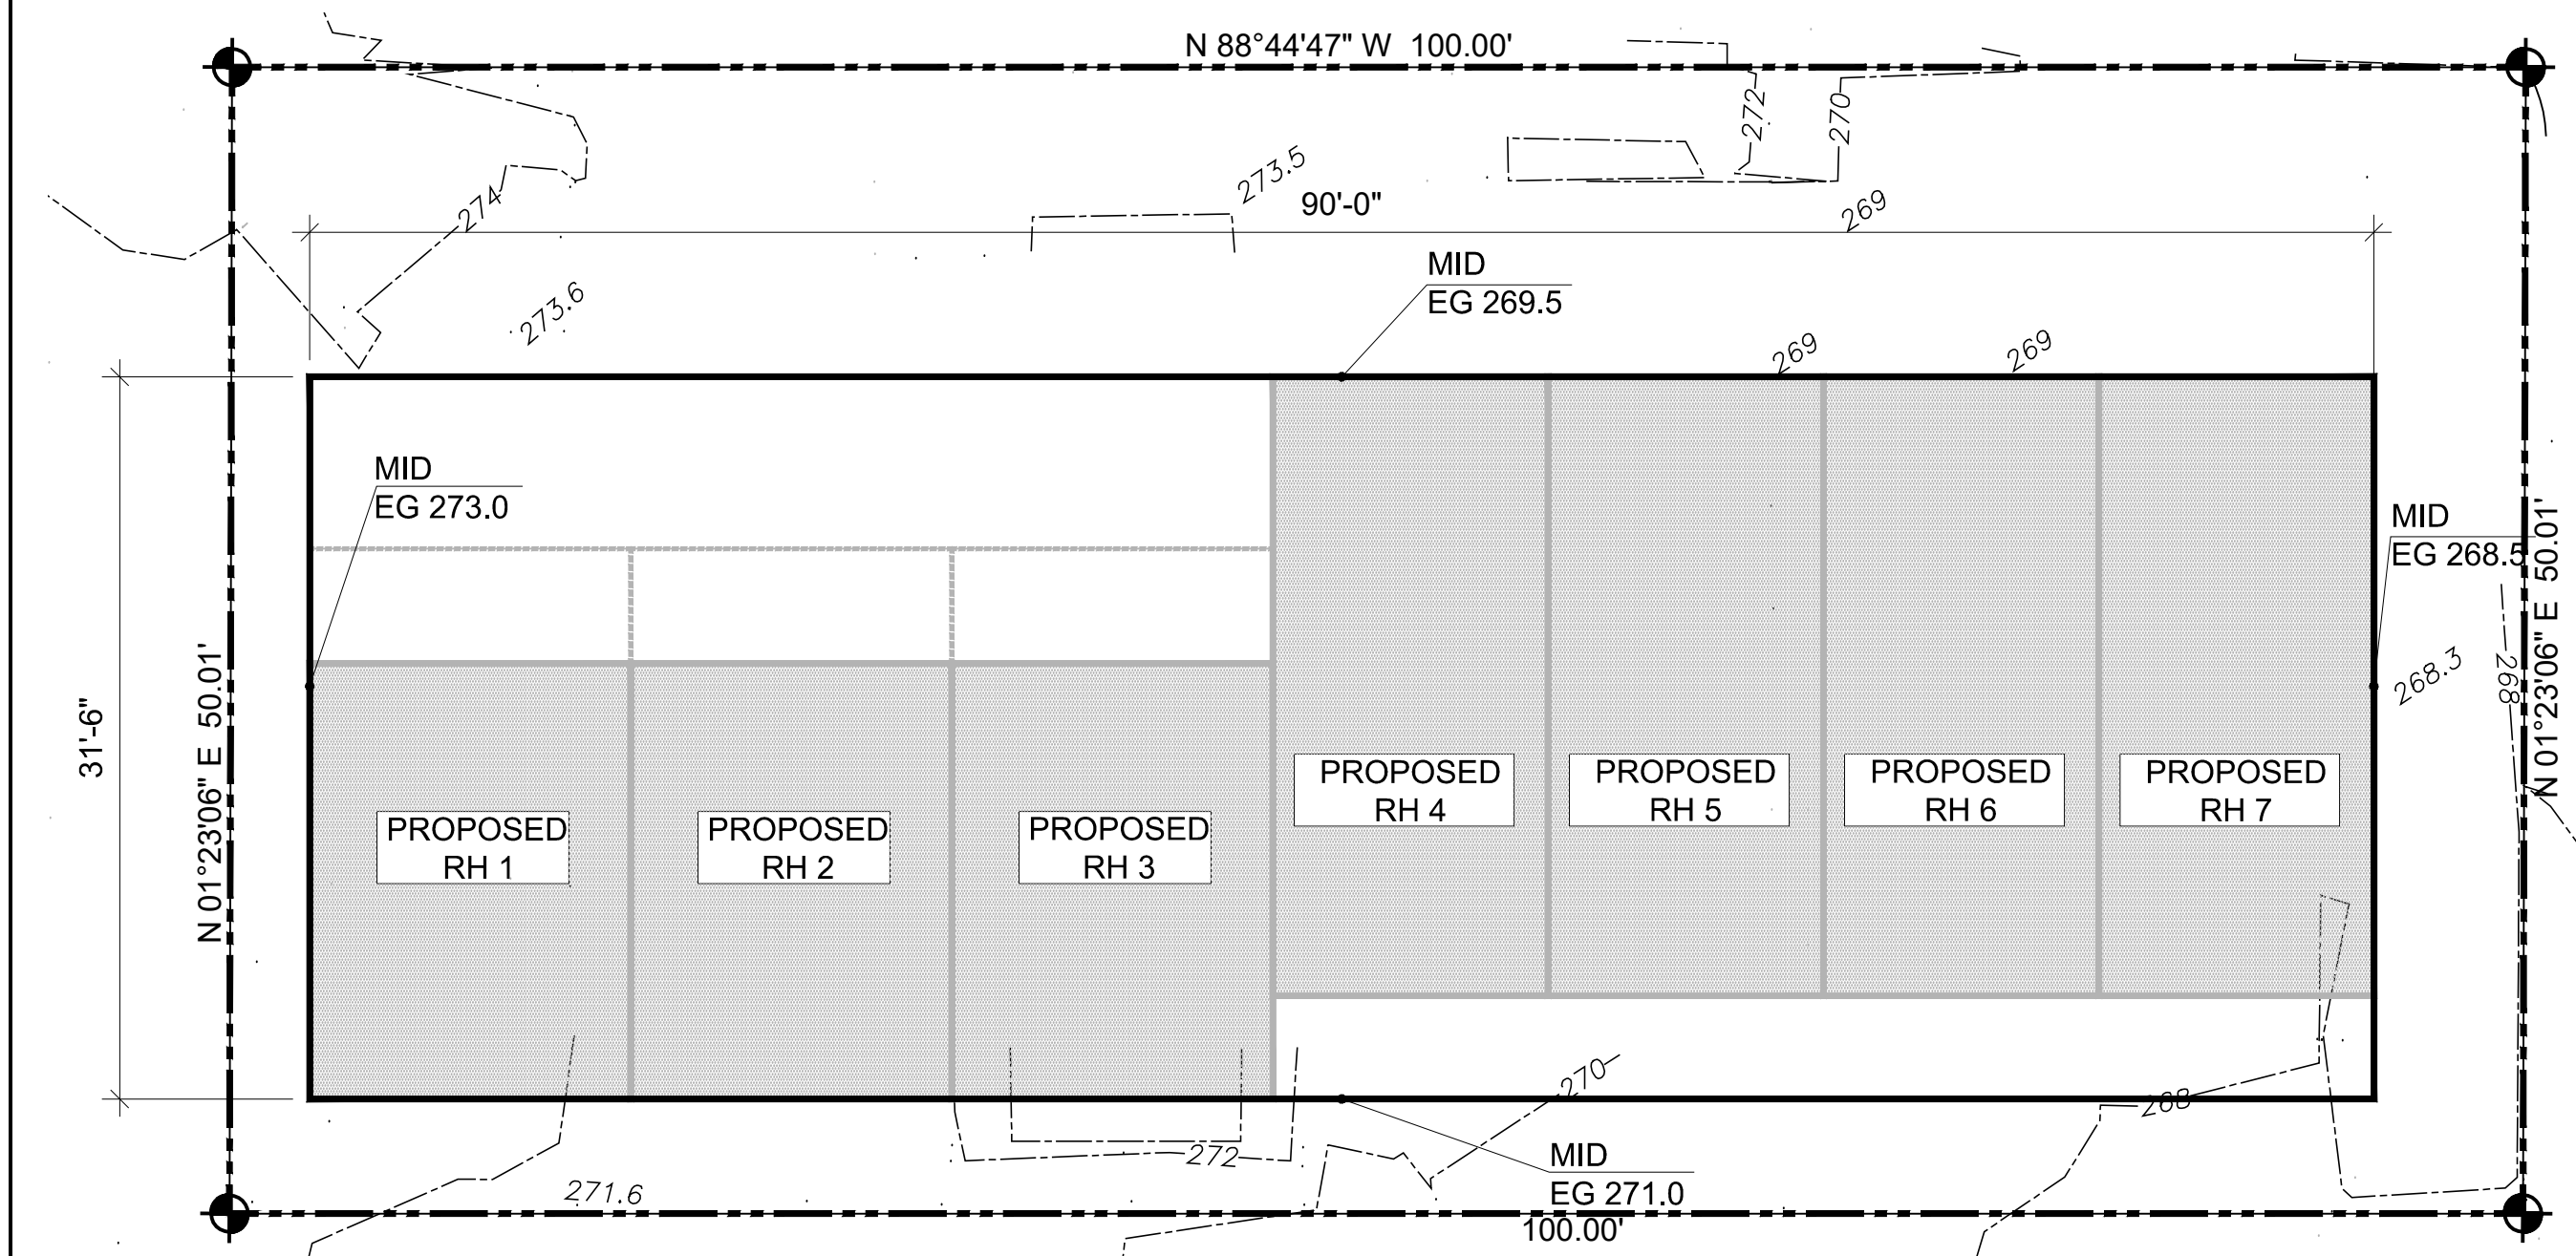 N 88°44'47" W  100.00'
272
270
273.5
274
90'-0"
269
MID
EG 269.5
273.6
269
269
MID
EG 273.0
MID
EG 268.5
N 01°23'06" E  50.01'
268.3
268
N 01°23'06" E  50.01'
31'-6"
PROPOSED
RH 4
PROPOSED
RH 5
PROPOSED
RH 6
PROPOSED
RH 7
PROPOSED
RH 1
PROPOSED
RH 2
PROPOSED
RH 3
270
272
MID
EG 271.0
271.6
100.00'